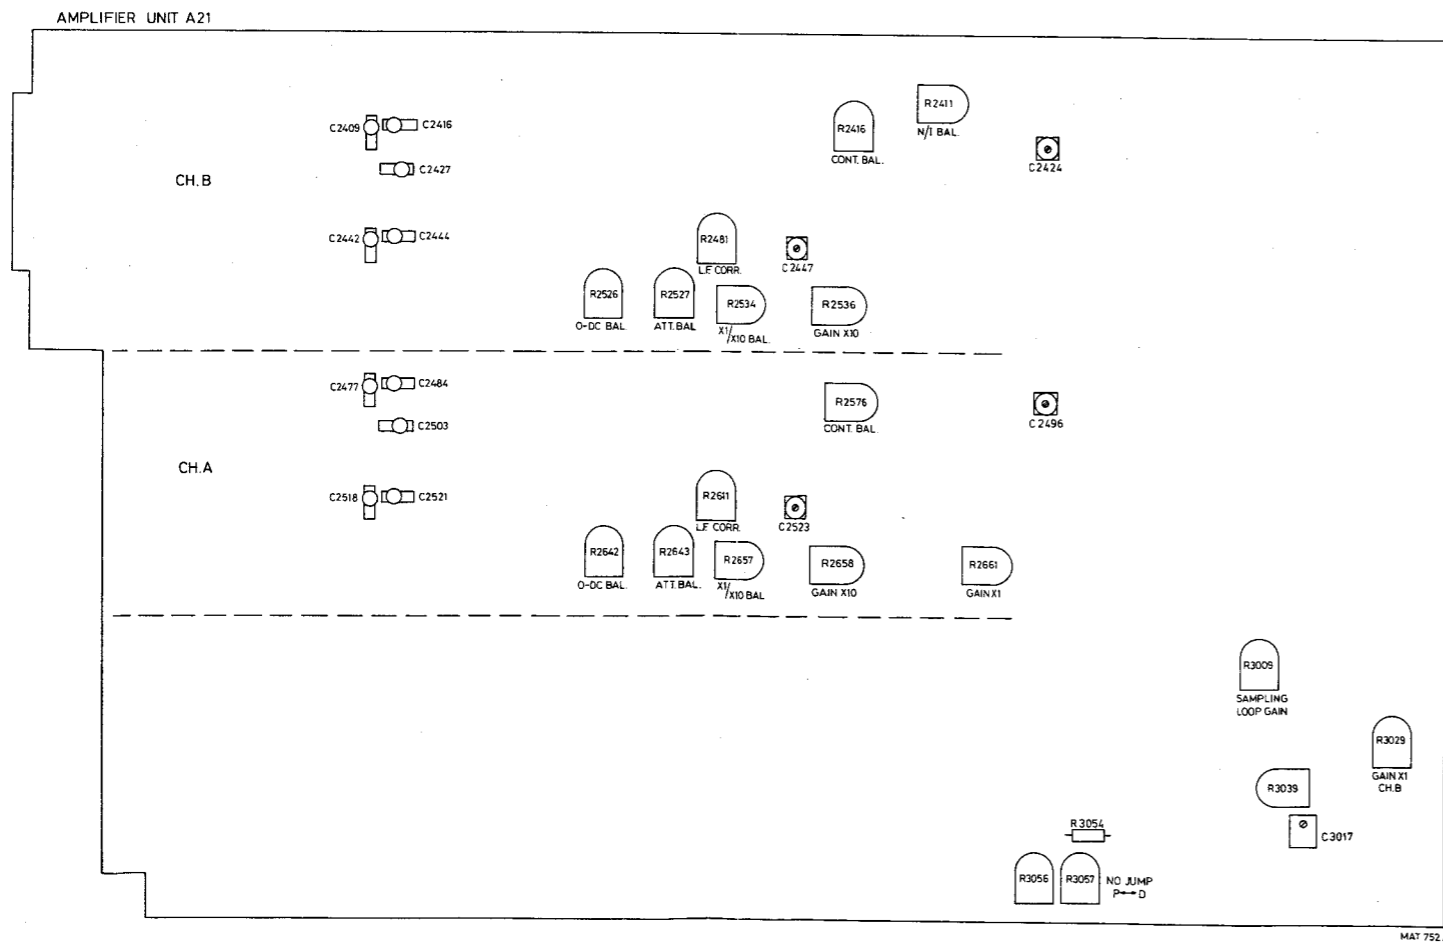 AMPLIFIER UNIT A21
R2411
N/I BAL.
C2409
C2416
R2416
CONT. BAL.
C2424
C2427
CH.B
C2442
C2444
R2481
L.F. CORR.
C2447
R2526
O-DC BAL.
R2527
ATT. BAL
R2534
X1/X10 BAL.
R2536
GAIN X10
C2477
C2484
R2576
CONT. BAL.
C2496
C2503
CH.A
C2518
C2521
R2611
L.F. CORR.
C2523
R2642
O-DC BAL.
R2643
ATT. BAL.
R2657
X1/X10 BAL
R2658
GAIN X10
R2661
GAIN X1
R3009
SAMPLING
LOOP GAIN
R3029
GAIN X1
CH.B
R3039
R3054
C3017
R3056
R3057
NO JUMP
P↔D
MAT 752